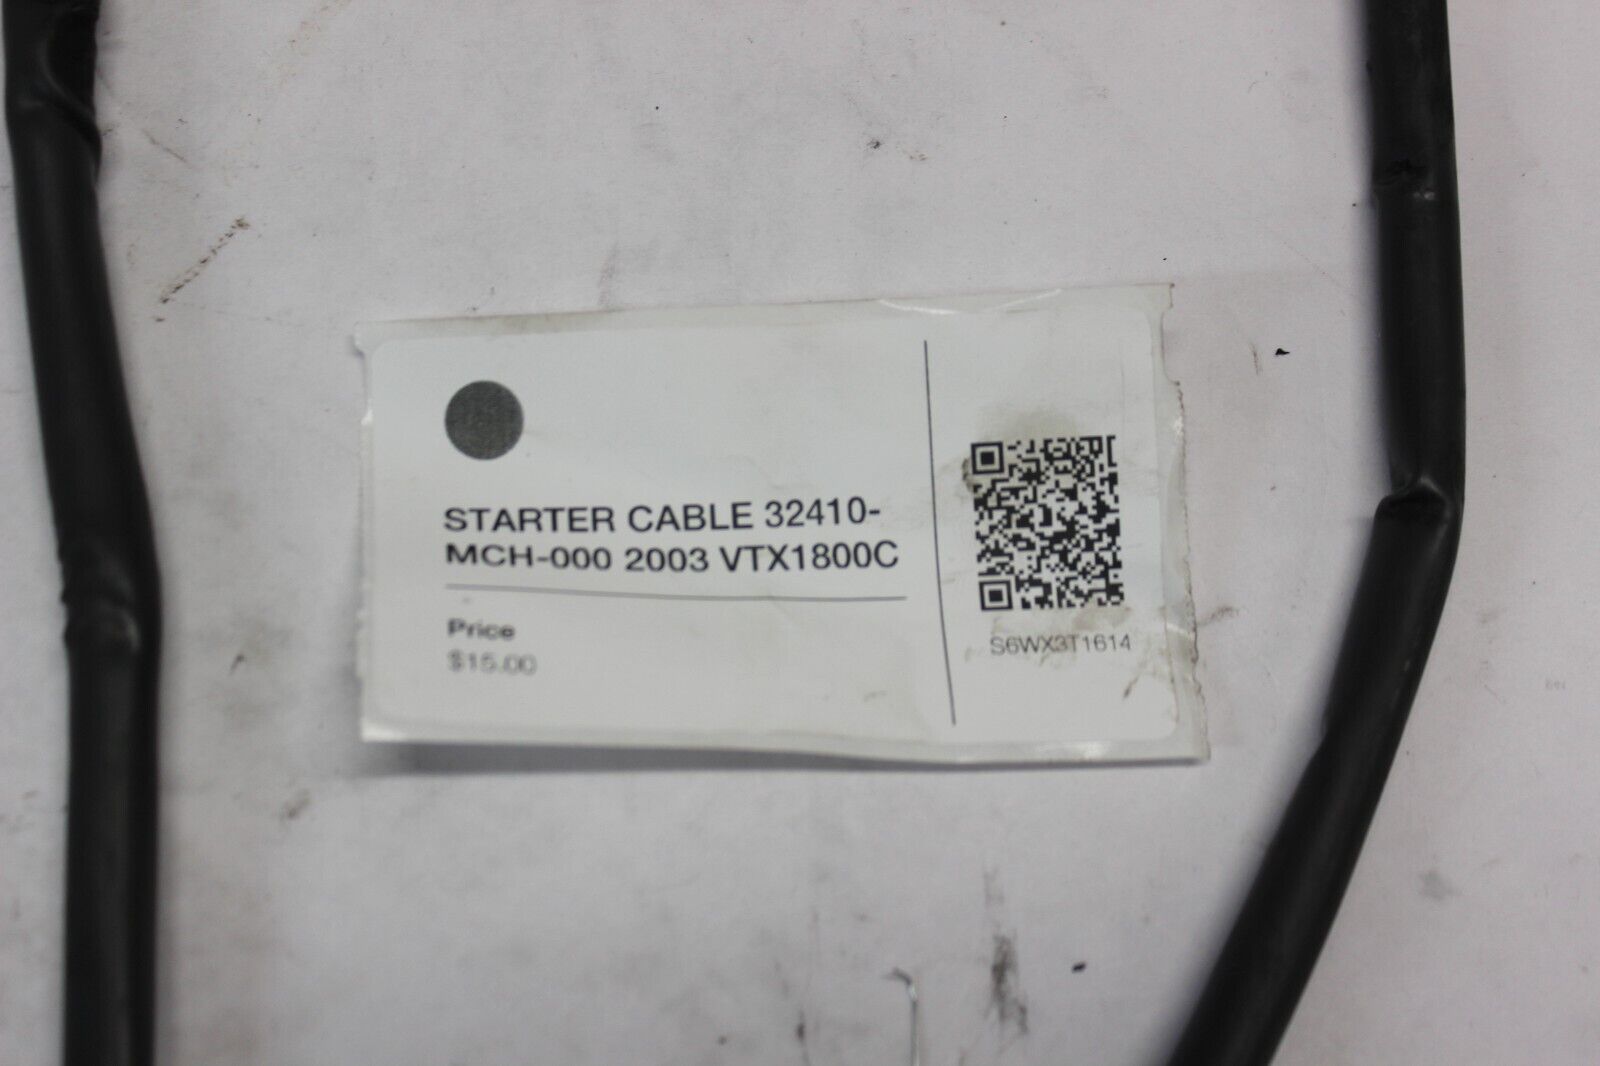 STARTER CABLE 32410-
MCH-000 2003 VTX1800C
Price
$15.00
S6WX3T1614